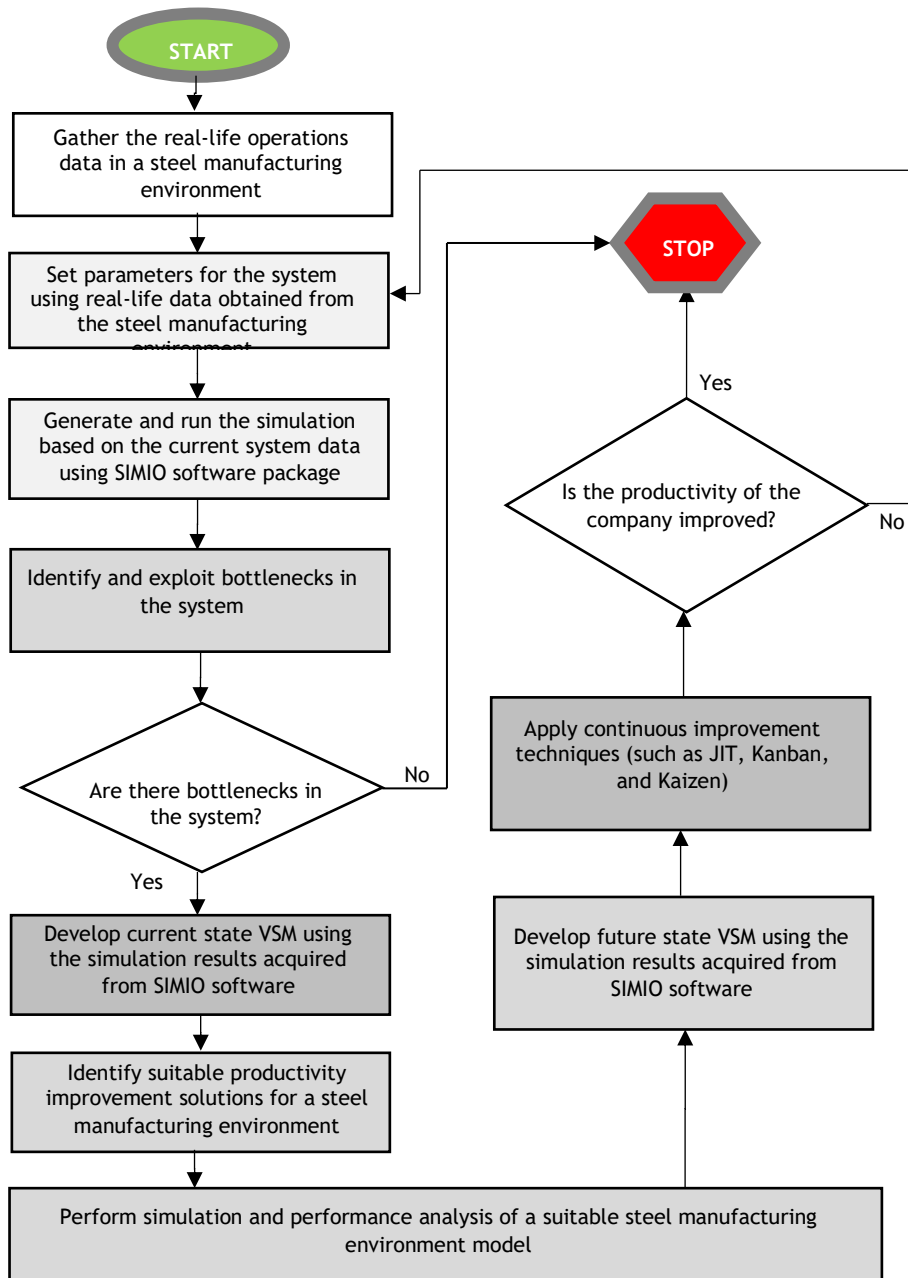 START
Gather the real-life operations
data in a steel manufacturing
environment
Set parameters for the system
using real-life data obtained from
the steel manufacturing
environment
Generate and run the simulation
based on the current system data
using SIMIO software package
Identify and exploit bottlenecks in
the system
Are there bottlenecks in
the system?
No
Yes
Develop current state VSM using
the simulation results acquired
from SIMIO software
Identify suitable productivity
improvement solutions for a steel
manufacturing environment
Perform simulation and performance analysis of a suitable steel manufacturing
environment model
Develop future state VSM using the
simulation results acquired from
SIMIO software
Apply continuous improvement
techniques (such as JIT, Kanban,
and Kaizen)
Is the productivity of the
company improved?
No
Yes
STOP